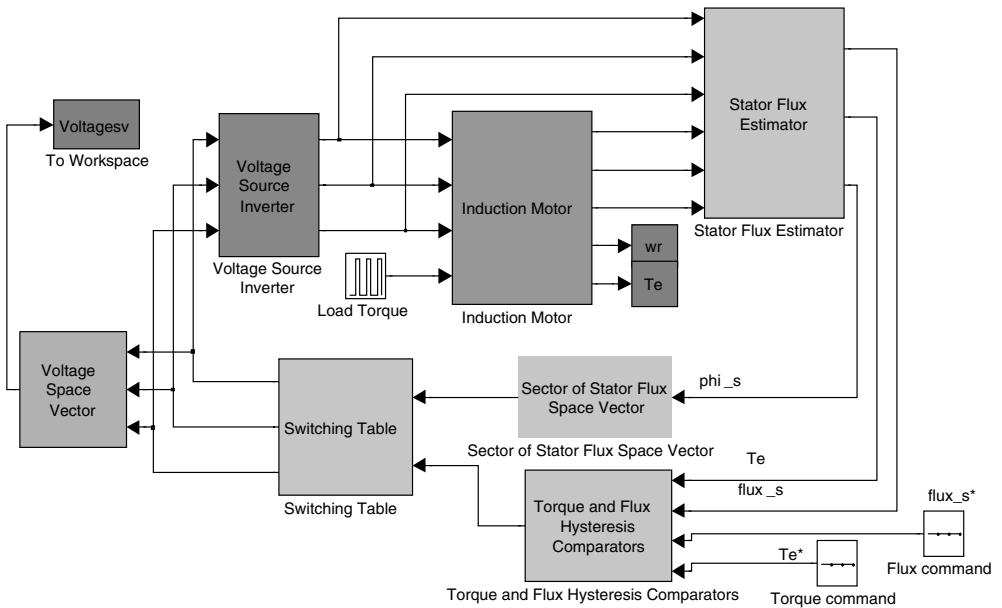 Stator Flux
Estimator
Stator Flux Estimator
Voltagesv
To Workspace
Voltage
Source
Inverter
Voltage Source
Inverter
Induction Motor
Induction Motor
wr
Te
Load Torque
Voltage
Space
Vector
Switching Table
Switching Table
Sector of Stator Flux
Space Vector
Sector of Stator Flux Space Vector
phi _s
Te
flux _s
Torque and Flux
Hysteresis
Comparators
Torque and Flux Hysteresis Comparators
flux_s*
Flux command
Te*
Torque command